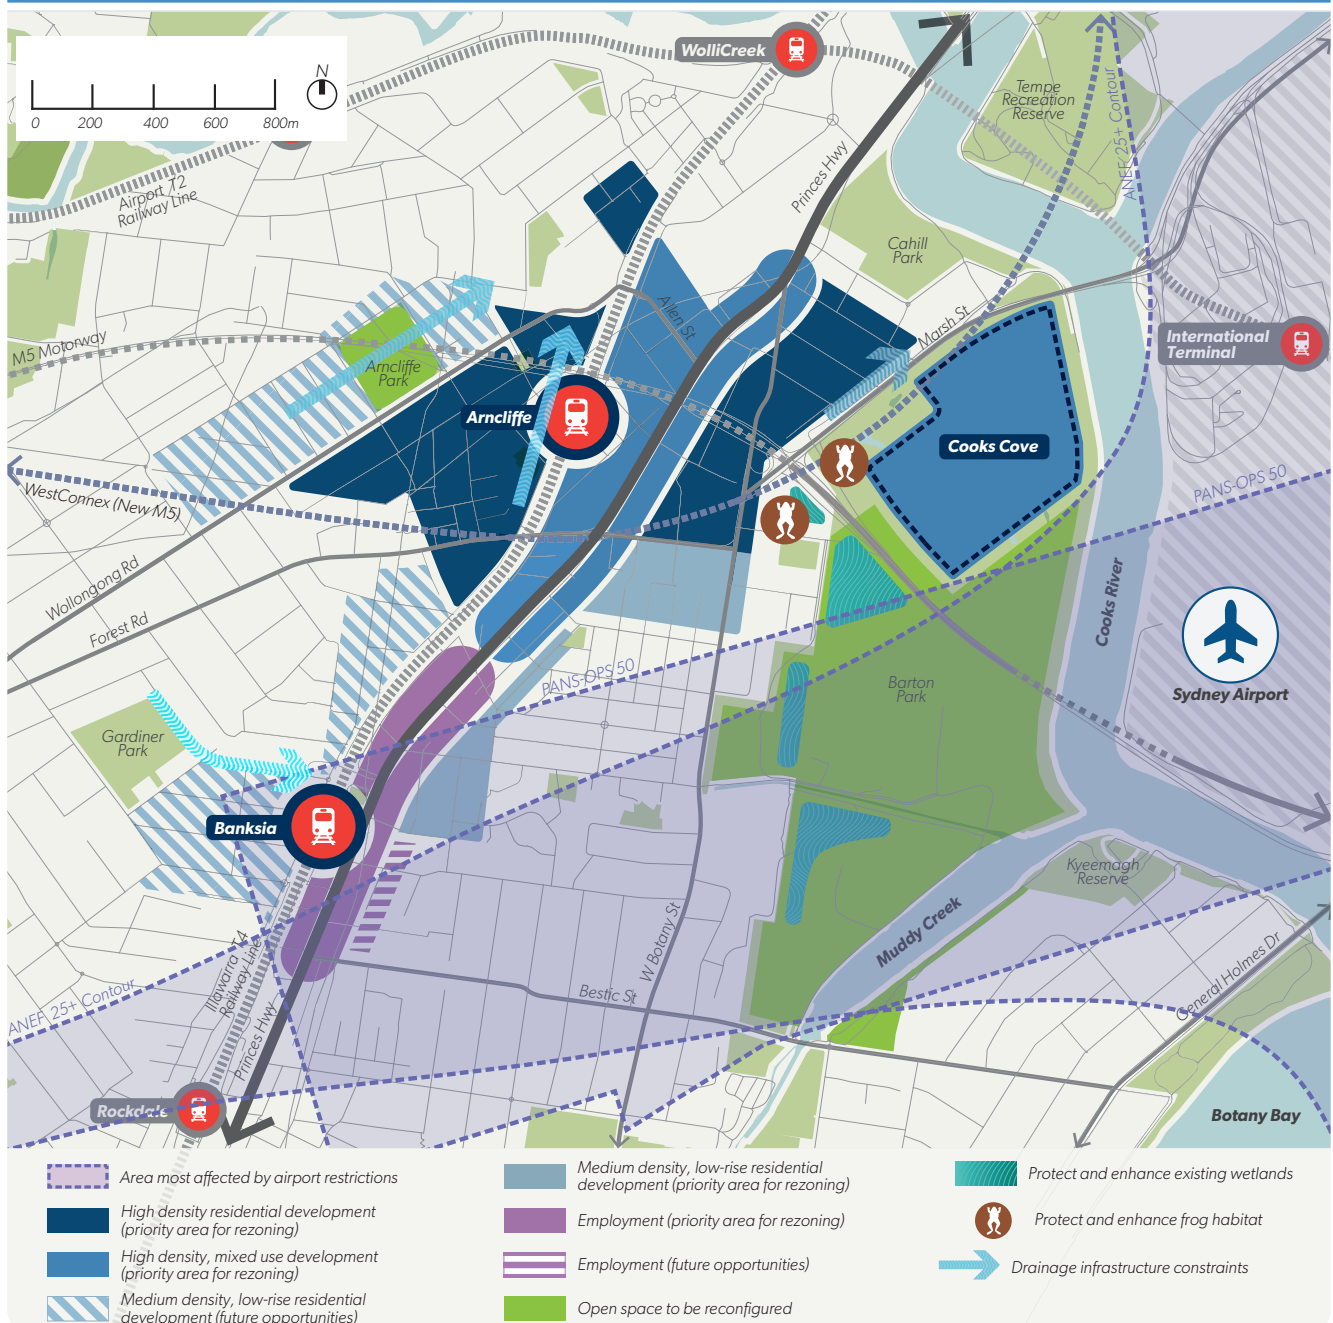 WolliCreek
N
0 200 400 600 800m
Airport T2
Railway Line
Tempe
Recreation
Reserve
ANEF 25+ Contour
Princes Hwy
Cahill
Park
Allen St
Marsh St
M5 Motorway
Arncliffe
Park
International
Terminal
Arncliffe
Cooks Cove
WestConnex (New M5)
PANS-OPS 50
Wollongong Rd
Forest Rd
Cooks River
PANS-OPS 50
Barton
Park
Sydney Airport
Gardiner
Park
Banksia
Kyeemagh
Reserve
Muddy Creek
W Botany St
Illawarra T4
Railway Line
ANEF 25+ Contour
Bestic St
General Holmes Dr
Princes Hwy
Rockdale
Botany Bay
Area most affected by airport restrictions
High density residential development
(priority area for rezoning)
High density, mixed use development
(priority area for rezoning)
Medium density, low-rise residential
development (future opportunities)
Medium density, low-rise residential
development (priority area for rezoning)
Employment (priority area for rezoning)
Employment (future opportunities)
Open space to be reconfigured
Protect and enhance existing wetlands
Protect and enhance frog habitat
Drainage infrastructure constraints